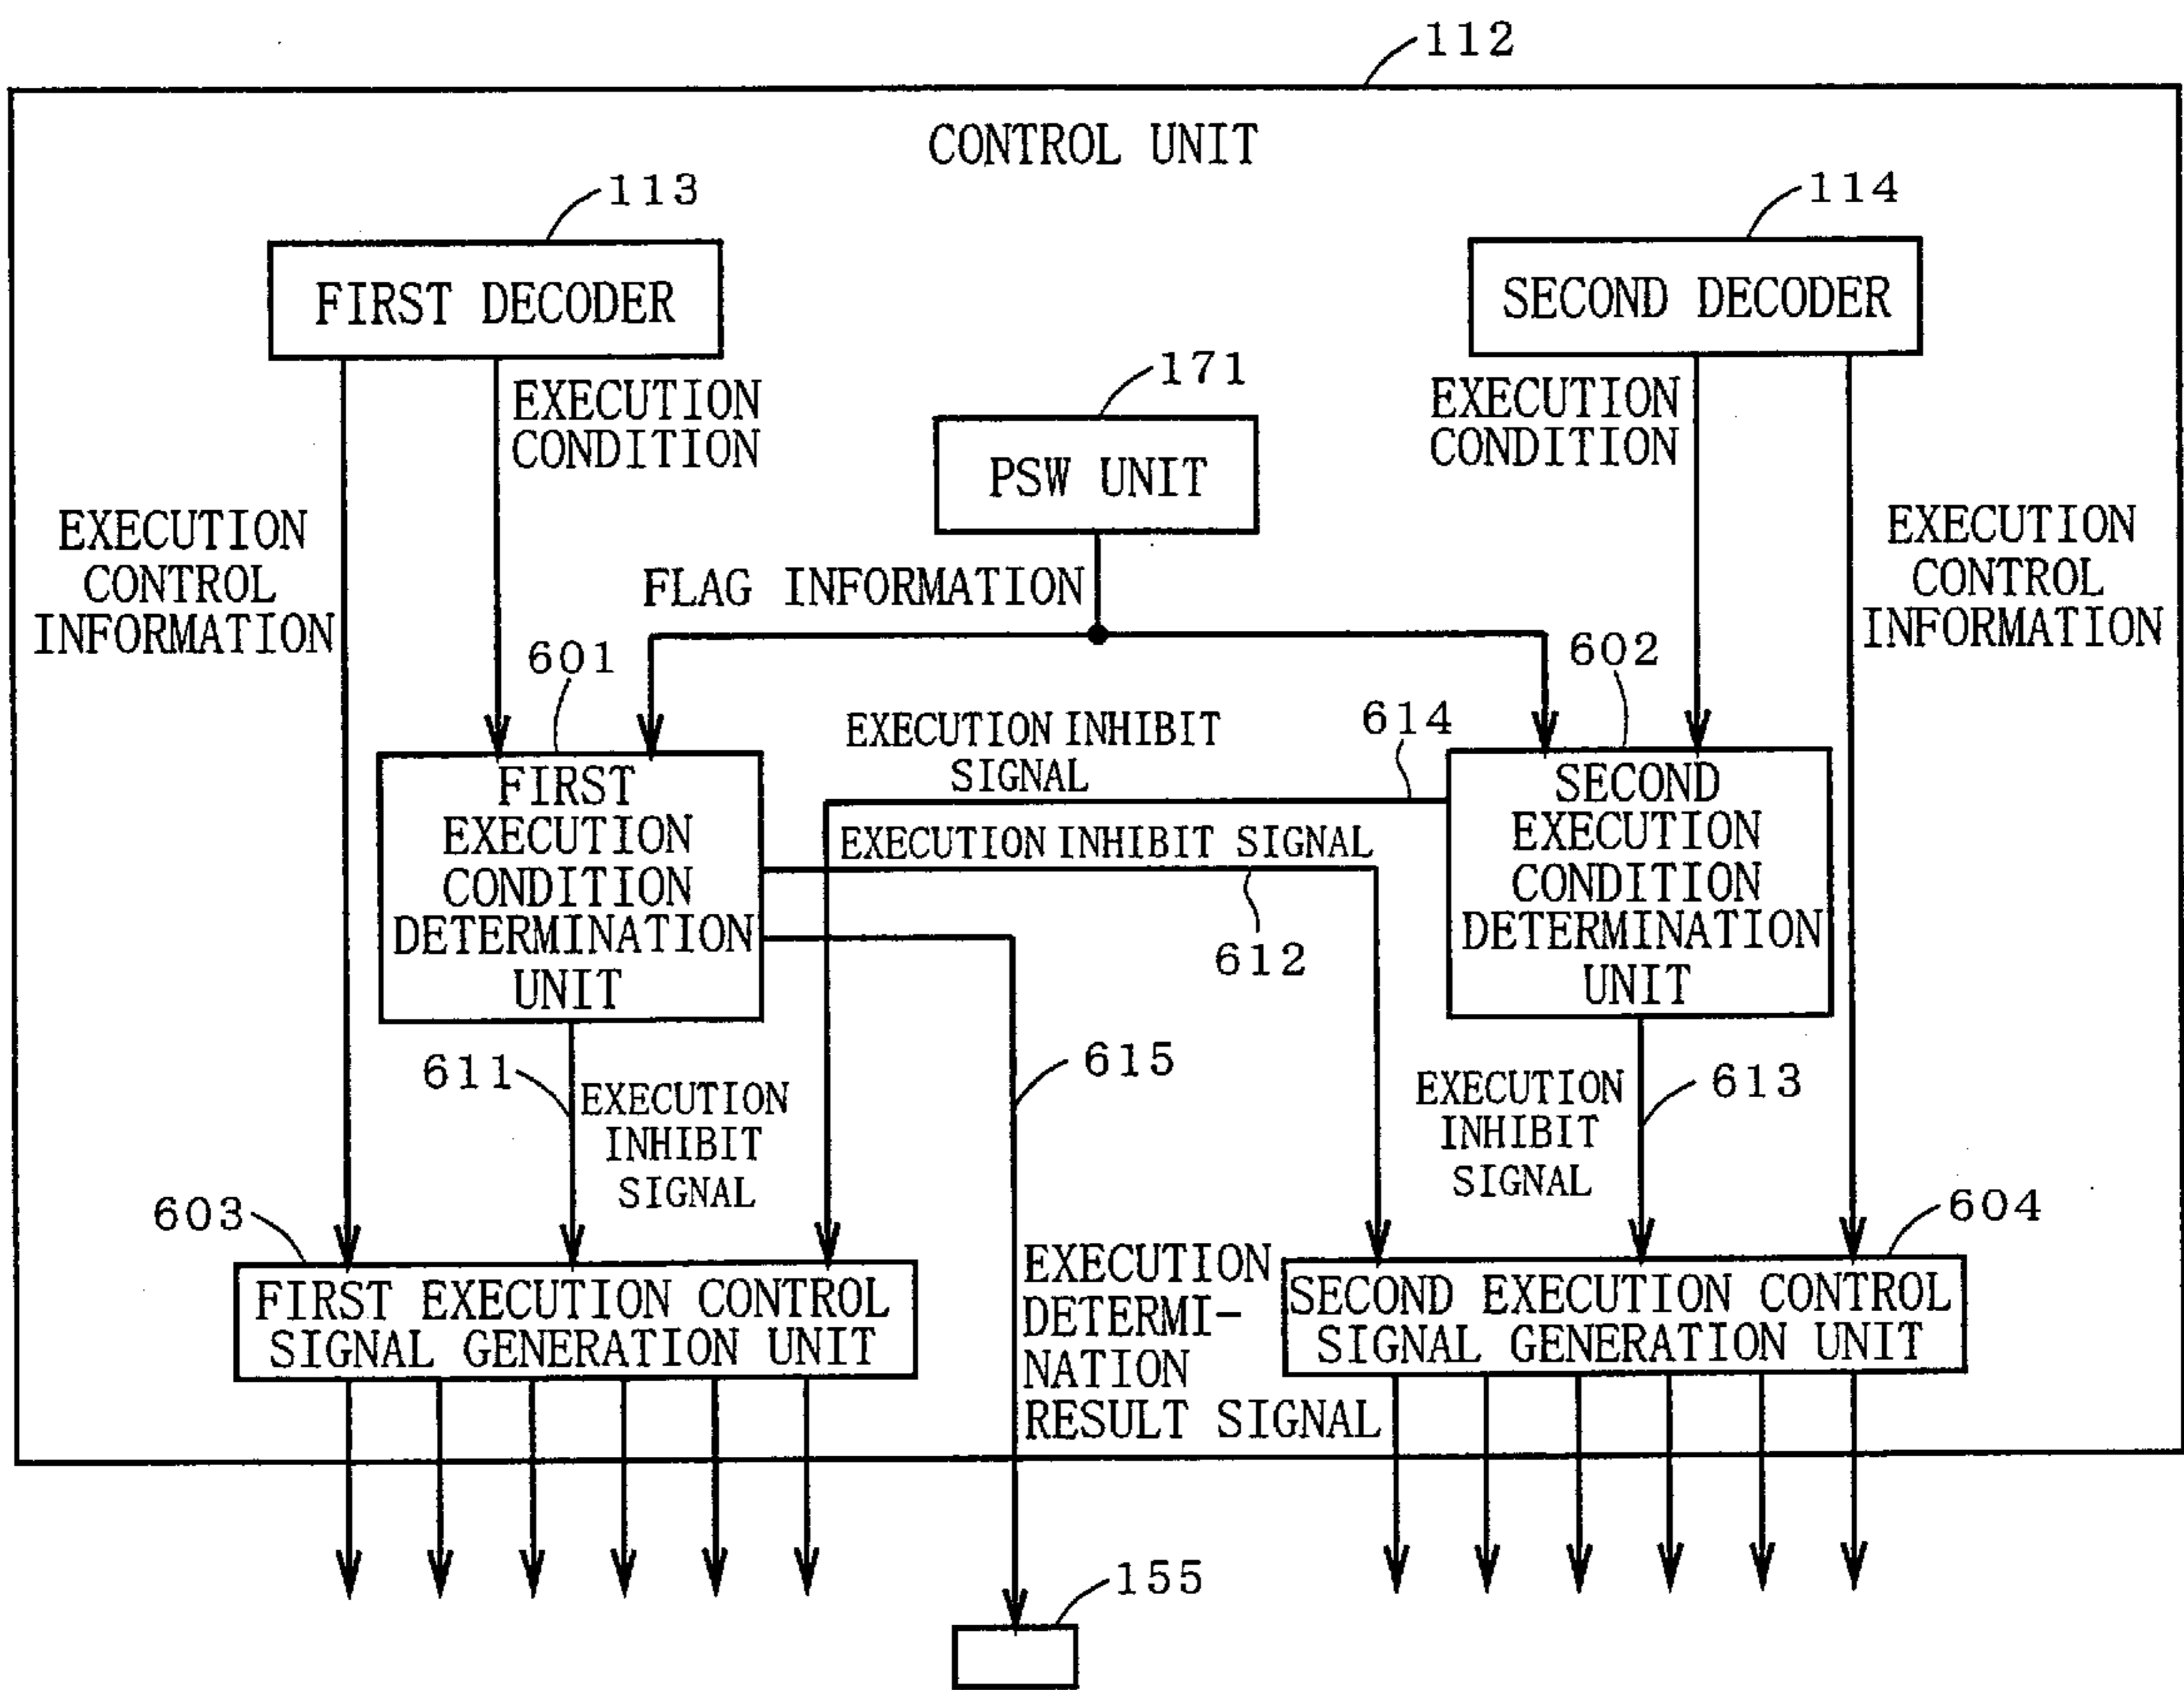 112
CONTROL UNIT
113
114
FIRST DECODER
SECOND DECODER
171
EXECUTION
CONDITION
EXECUTION
CONDITION
PSW UNIT
EXECUTION
CONTROL
INFORMATION
EXECUTION
CONTROL
INFORMATION
FLAG INFORMATION
601
602
614
EXECUTION INHIBIT
SIGNAL
FIRST
EXECUTION
CONDITION
DETERMINATION
UNIT
SECOND
EXECUTION
CONDITION
DETERMINATION
UNIT
EXECUTION INHIBIT SIGNAL
612
611
EXECUTION
INHIBIT
SIGNAL
615
EXECUTION
INHIBIT
SIGNAL
613
603
604
FIRST EXECUTION CONTROL
SIGNAL GENERATION UNIT
EXECUTION
DETERMI-
NATION
RESULT SIGNAL
SECOND EXECUTION CONTROL
SIGNAL GENERATION UNIT
155